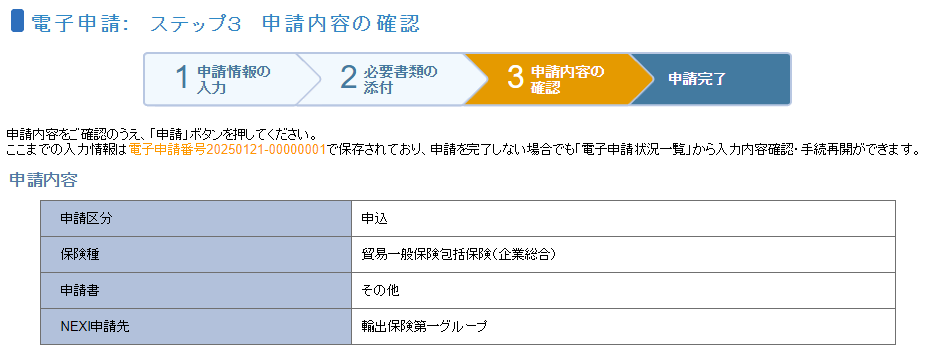 電子申請： ステップ3 申請内容の確認
1 申請情報の
入力
2 必要書類の
添付
3 申請内容の
確認
申請完了
申請内容をご確認のうえ、「申請」ボタンを押してください。
ここまでの入力情報は電子申請番号20250121-00000001で保存されており、申請を完了しない場合でも「電子申請状況一覧」から入力内容確認・手続再開ができます。
申請内容
申請区分 申込
保険種 貿易一般保険包括保険（企業総合）
申請書 その他
NEXI申請先 輸出保険第一グループ